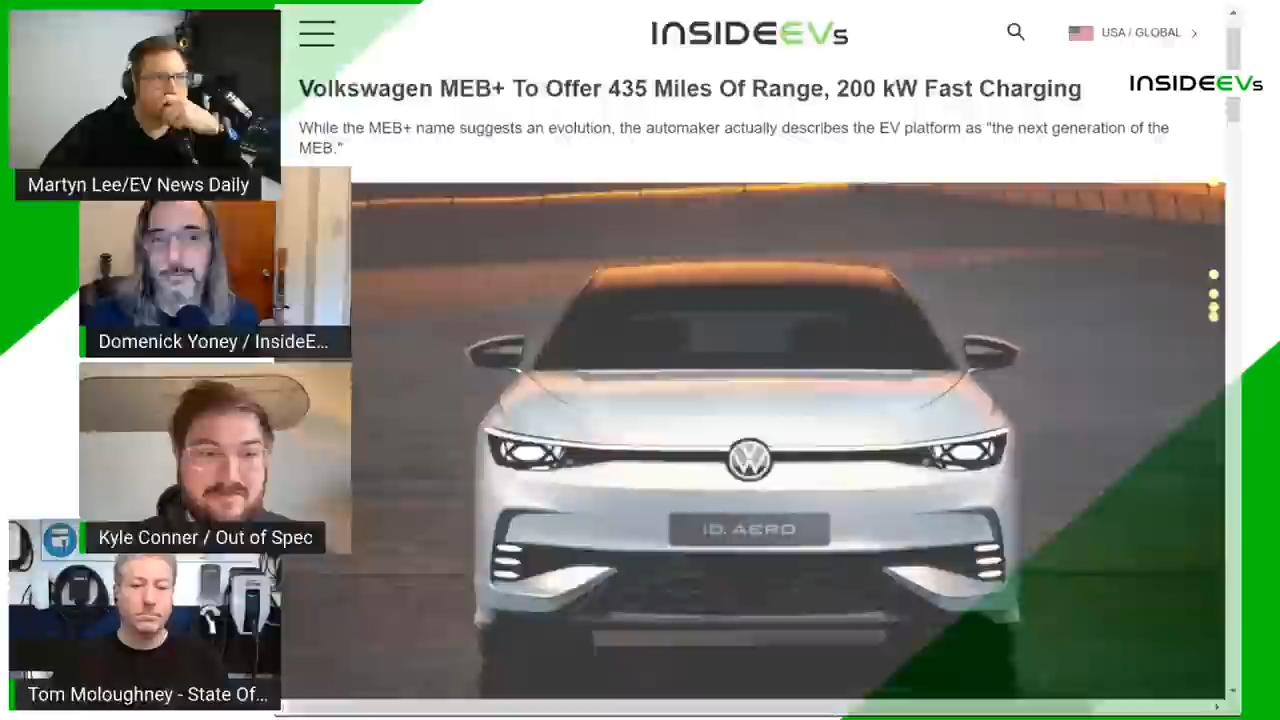 INSIDEEVs
USA / GLOBAL
Volkswagen MEB+ To Offer 435 Miles Of Range, 200 kW Fast Charging
INSIDEEVs
While the MEB+ name suggests an evolution, the automaker actually describes the EV platform as "the next generation of the
MEB."
Martyn Lee/EV News Daily
Domenick Yoney / InsideE...
ID. AERO
Kyle Conner / Out of Spec
Tom Moloughney - State Of...